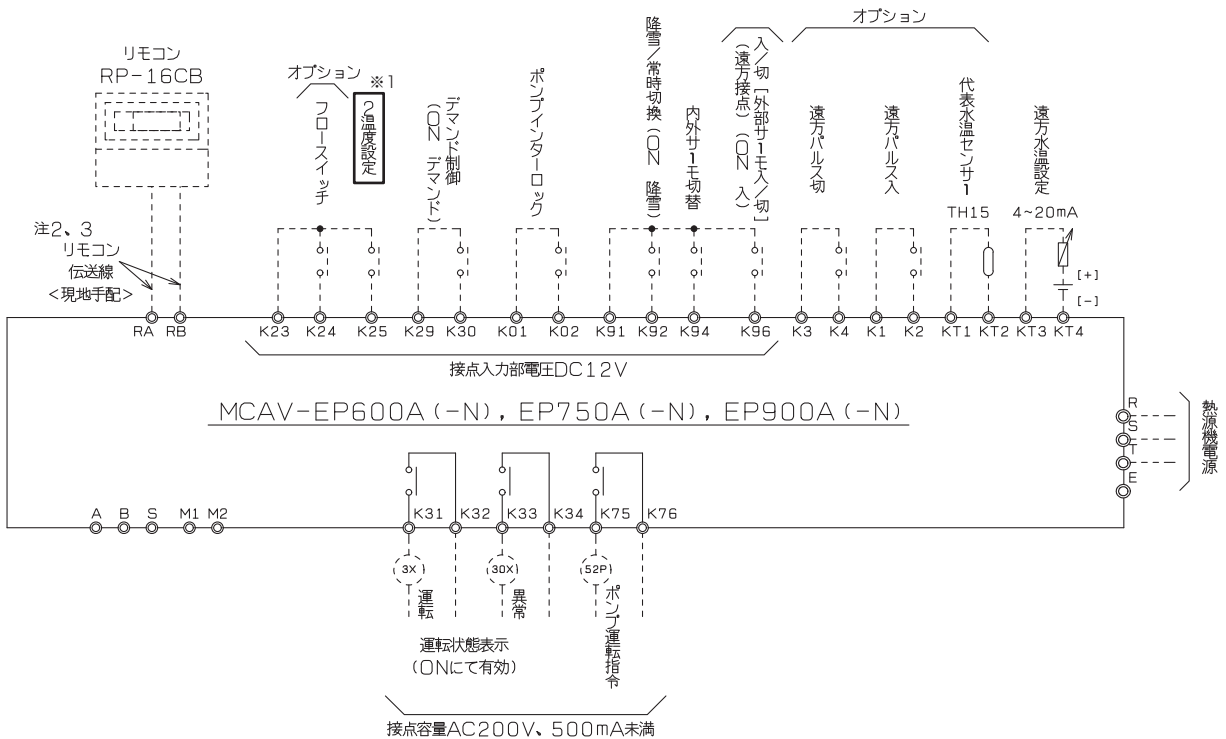 オプション
リモコン
RP-16CB
オプション
※1
フロースイッチ
2温度設定
デマンド制御
(ON デマンド)
ポンプインターロック
降雪/常時切換(ON 降雪)
内外サーモ切替
入/切[外部サーモ入/切]
(遠方接点)(ON 入)
遠方パルス切
遠方パルス入
代表水温センサー
TH15
遠方水温設定
4~20mA
[+]
[-]
注2、3
リモコン
伝送線
<現地手配>
RA RB K23 K24 K25 K29 K30 K01 K02 K91 K92 K94 K96 K3 K4 K1 K2 KT1 KT2 KT3 KT4
接点入力部電圧DC12V
MCAV-EP600A(-N), EP750A(-N), EP900A(-N)
R
S
T
E
熱源機電源
A B S M1 M2 K31 K32 K33 K34 K75 K76
3X 30X 52P
運転
異常
ポンプ運転指令
運転状態表示
(ONにて有効)
接点容量AC200V、500mA未満